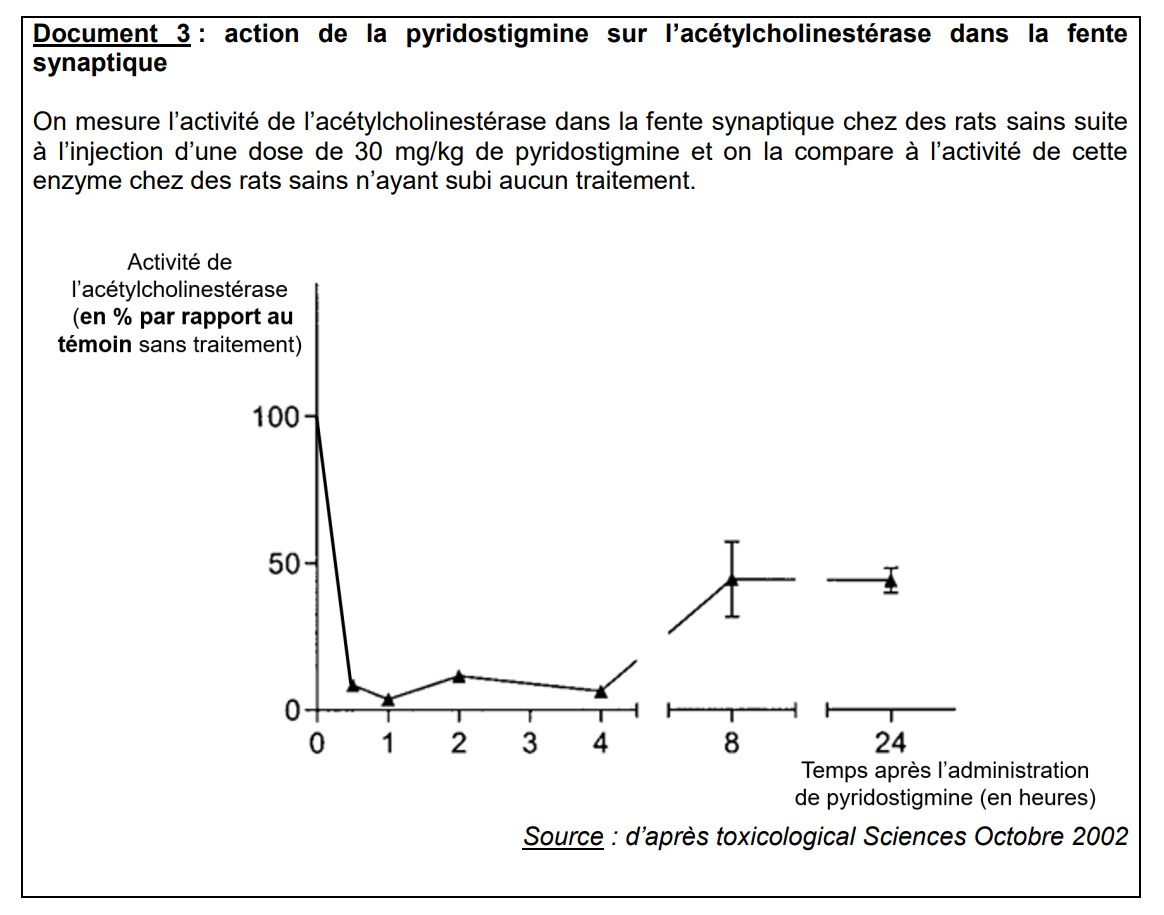 Document 3 : action de la pyridostigmine sur l’acétylcholinestérase dans la fente
synaptique
On mesure l’activité de l’acétylcholinestérase dans la fente synaptique chez des rats sains suite
à l’injection d’une dose de 30 mg/kg de pyridostigmine et on la compare à l’activité de cette
enzyme chez des rats sains n’ayant subi aucun traitement.
Activité de
l’acétylcholinestérase
(en % par rapport au
témoin sans traitement)
100
50
0
0 1 2 3 4 8 24
Temps après l’administration
de pyridostigmine (en heures)
Source : d’après toxicological Sciences Octobre 2002